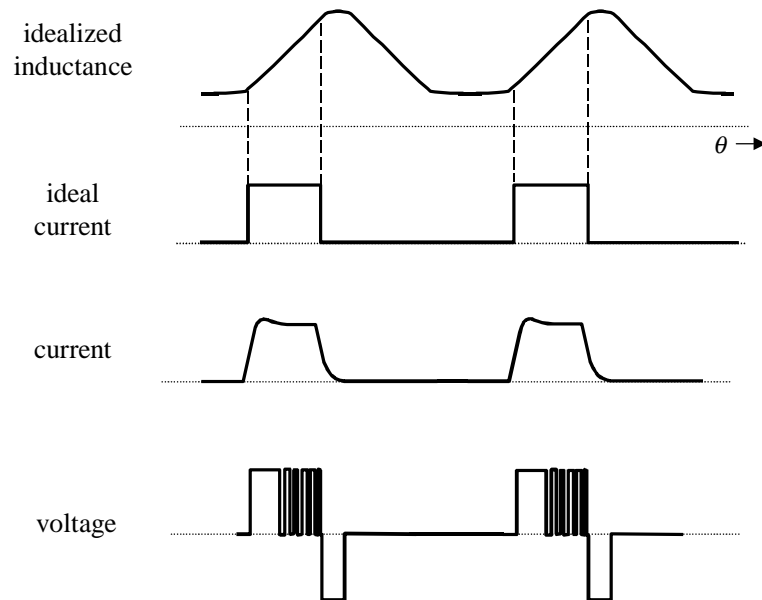 idealized
inductance
θ
ideal
current
current
voltage